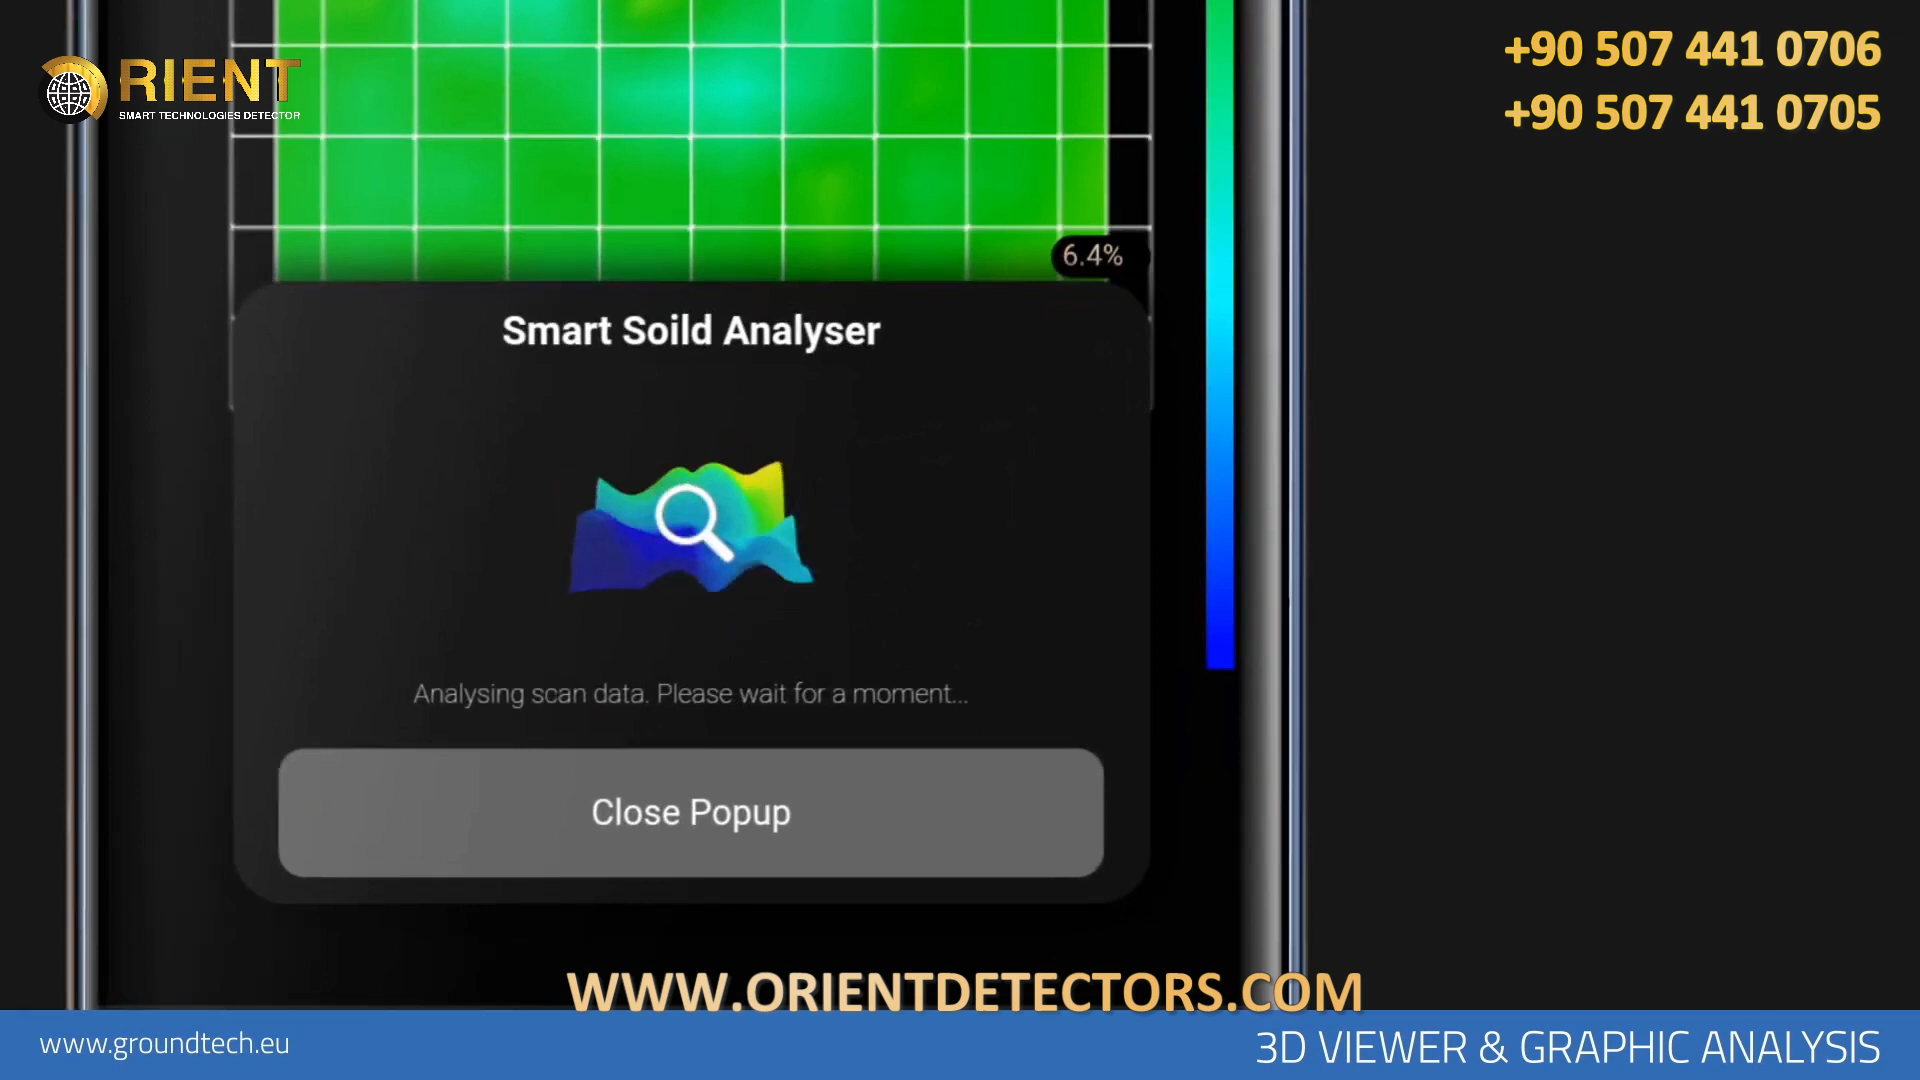 RIENT
SMART TECHNOLOGIES DETECTOR
+90 507 441 0706
+90 507 441 0705
6.4%
Smart Soild Analyser
Analysing scan data. Please wait for a moment...
Close Popup
WWW.ORIENTDETECTORS.COM
www.groundtech.eu
3D VIEWER & GRAPHIC ANALYSIS